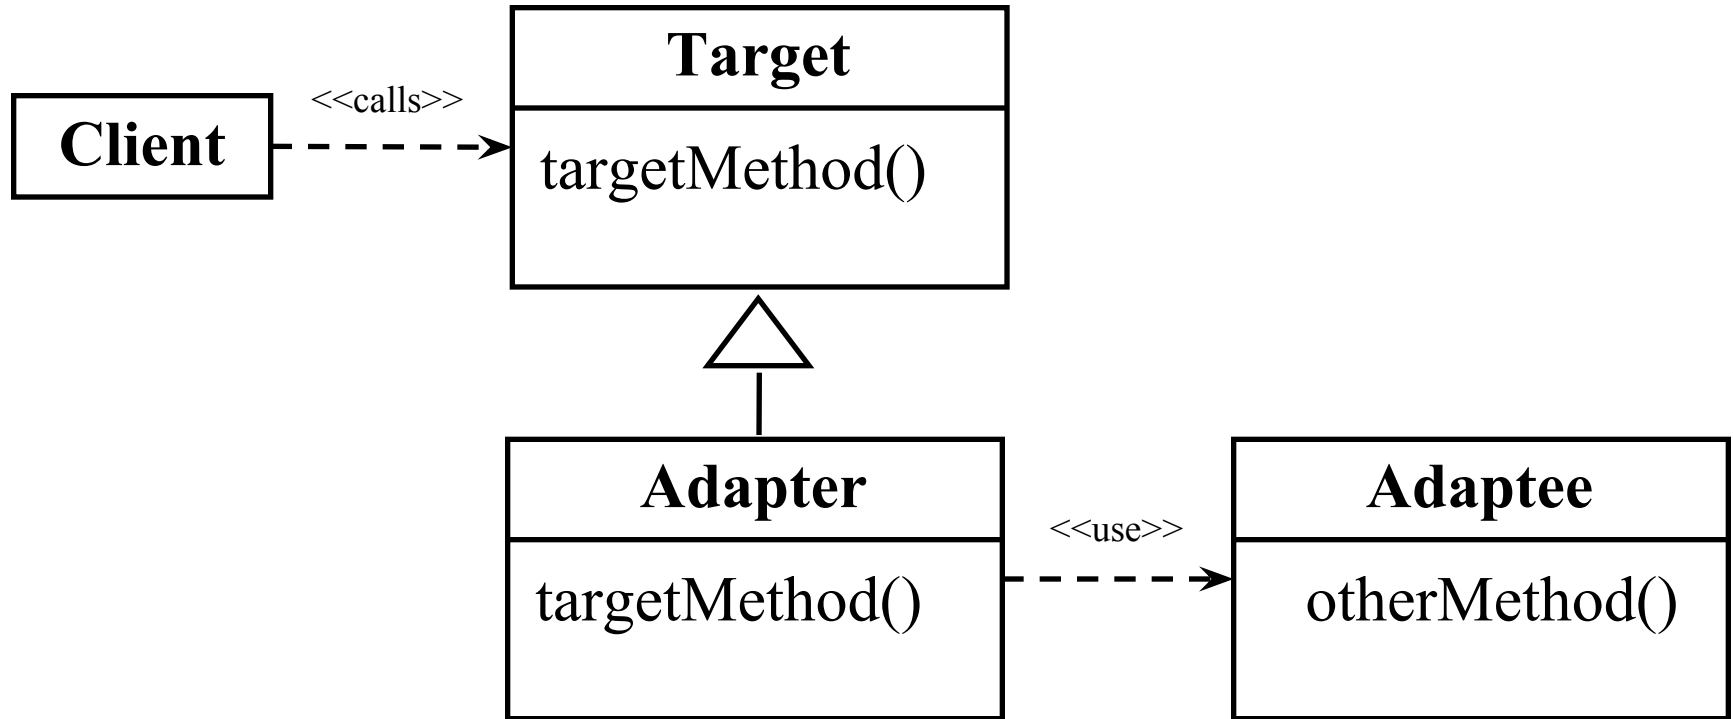 Target
<<calls>>
Client
targetMethod()
Adapter
Adaptee
<<use>>
targetMethod()
otherMethod()